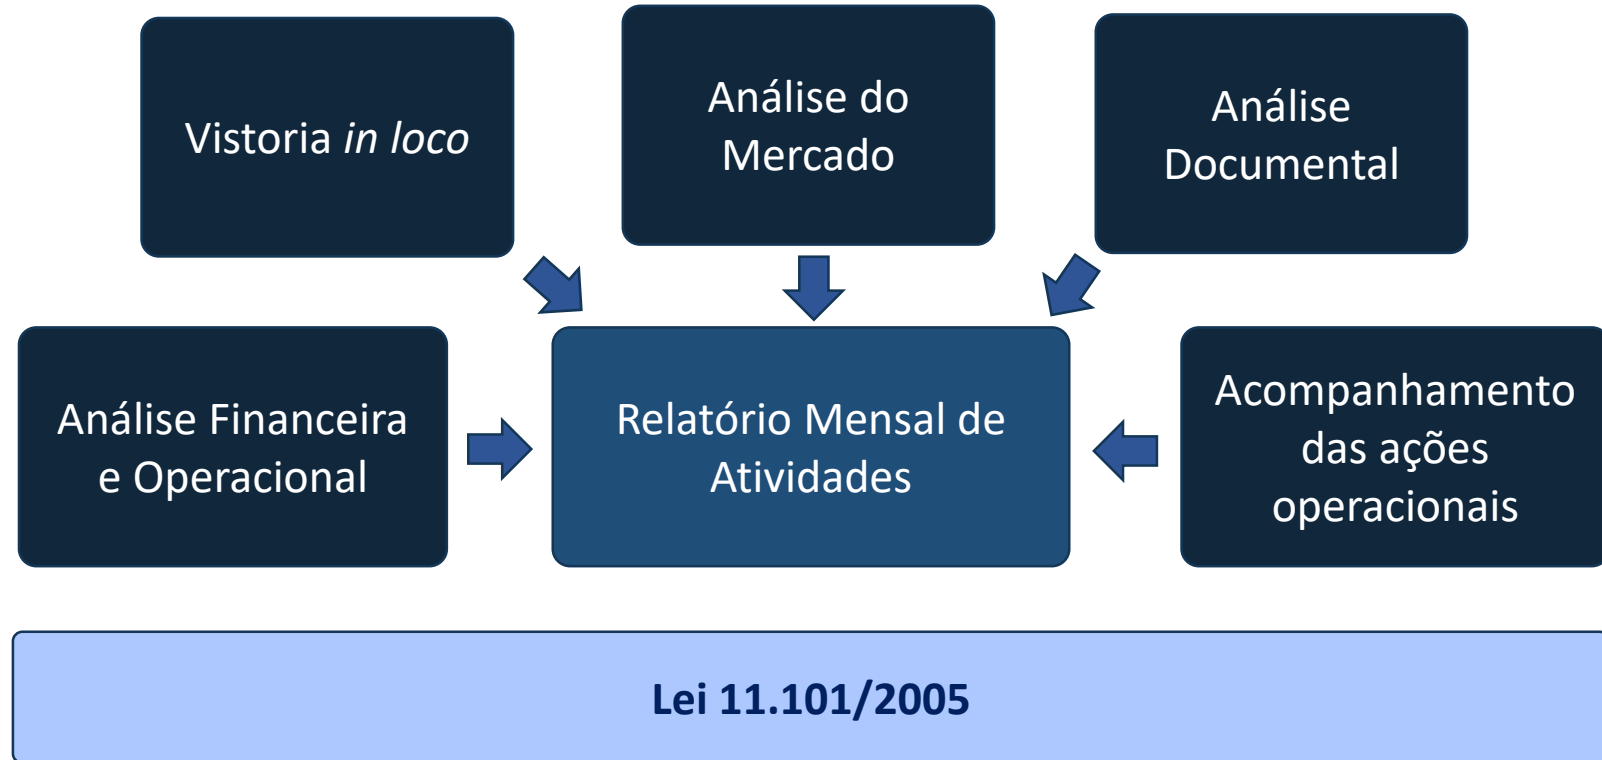 Vistoria in loco
Análise do
Mercado
Análise
Documental
Análise Financeira
e Operacional
Relatório Mensal de
Atividades
Acompanhamento
das ações
operacionais
Lei 11.101/2005